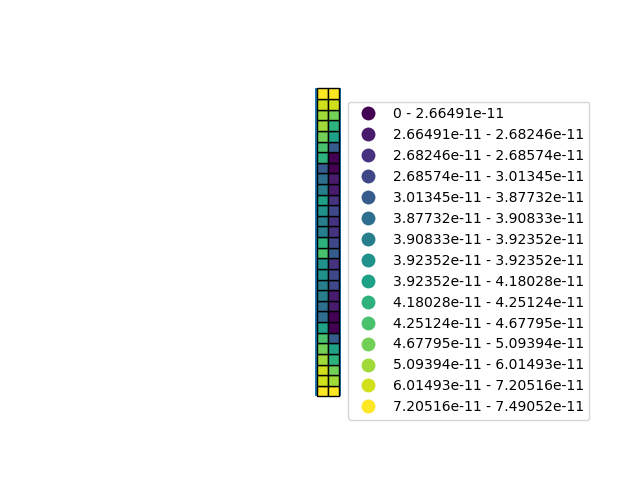 0 - 2.66491e-11
2.66491e-11 - 2.68246e-11
2.68246e-11 - 2.68574e-11
2.68574e-11 - 3.01345e-11
3.01345e-11 - 3.87732e-11
3.87732e-11 - 3.90833e-11
3.90833e-11 - 3.92352e-11
3.92352e-11 - 3.92352e-11
3.92352e-11 - 4.18028e-11
4.18028e-11 - 4.25124e-11
4.25124e-11 - 4.67795e-11
4.67795e-11 - 5.09394e-11
5.09394e-11 - 6.01493e-11
6.01493e-11 - 7.20516e-11
7.20516e-11 - 7.49052e-11